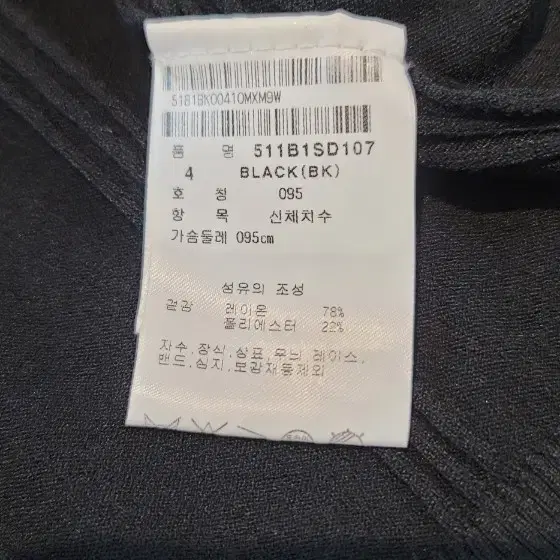 5181BK00410MXM9W
품 명 511B1SD107
4 BLACK(BK)
호 칭 095
항 목 신체치수
가슴둘레 095cm
섬유의 조성
겉감 레이온 78%
폴리에스터 22%
자수.장식.상표.무늬 레이스.
밴드.심지.보강재등제외